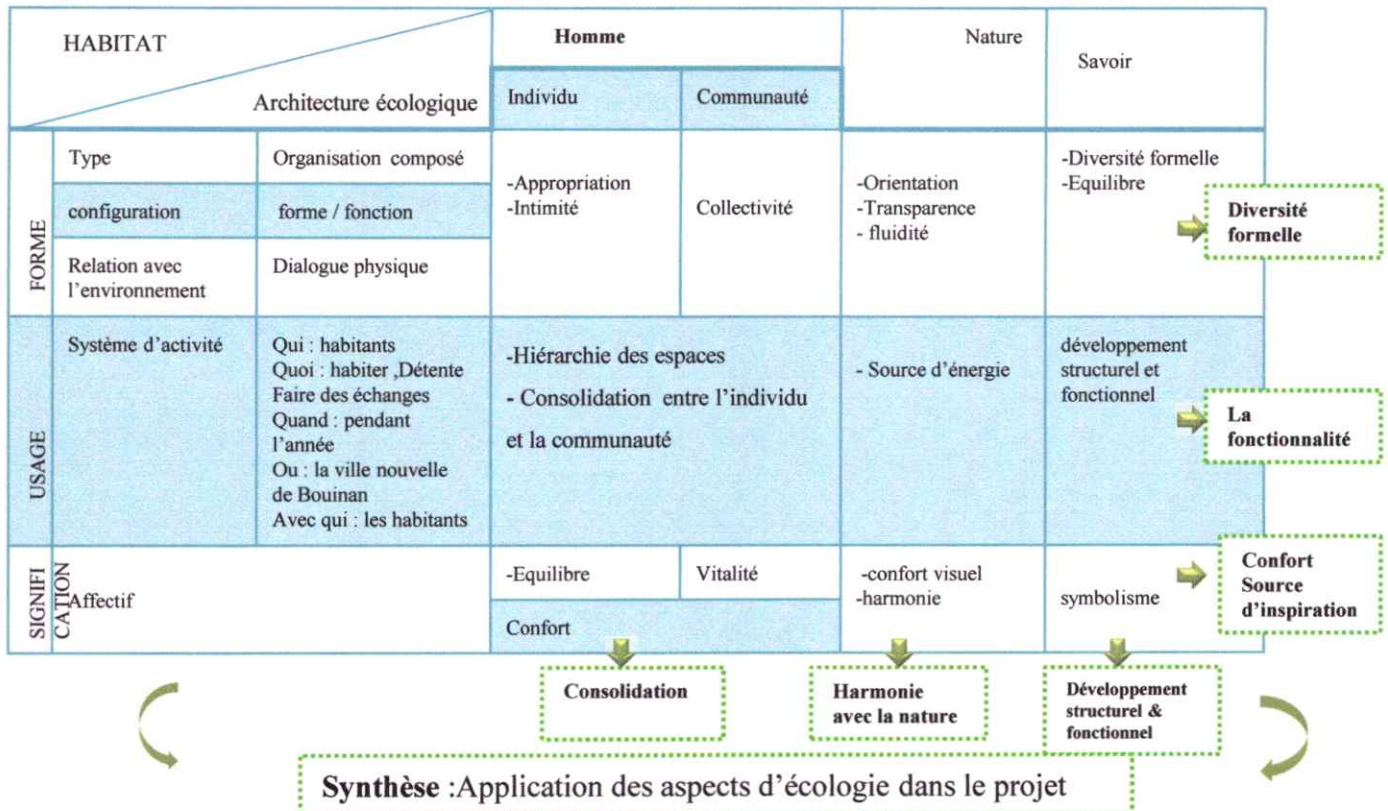 HABITAT
Architecture écologique
Homme
Nature
Savoir
Individu
Communauté
FORME
Type
Organisation composé
configuration
forme / fonction
Relation avec
l'environnement
Dialogue physique
-Appropriation
-Intimité
Collectivité
-Orientation
-Transparence
- fluidité
-Diversité formelle
-Equilibre
Diversité
formelle
USAGE
Système d'activité
Qui : habitants
Quoi : habiter ,Détente
Faire des échanges
Quand : pendant
l'année
Ou : la ville nouvelle
de Bouinan
Avec qui : les habitants
-Hiérarchie des espaces
- Consolidation entre l'individu
et la communauté
- Source d'énergie
développement
structurel et
fonctionnel
La
fonctionnalité
SIGNIFI
CATION
Affectif
-Equilibre
Vitalité
Confort
-confort visuel
-harmonie
symbolisme
Confort
Source
d'inspiration
Consolidation
Harmonie
avec la nature
Développement
structurel &
fonctionnel
Synthèse :Application des aspects d'écologie dans le projet